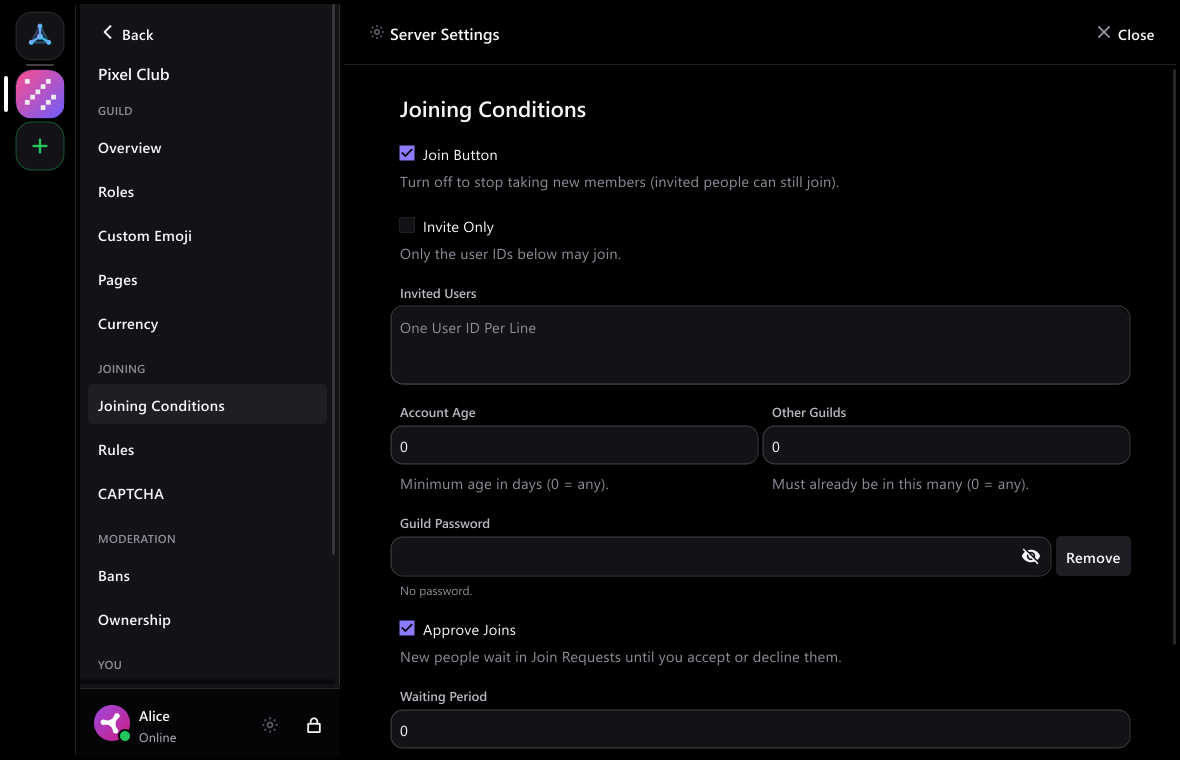 Back
Pixel Club
GUILD
Overview
Roles
Custom Emoji
Pages
Currency
JOINING
Joining Conditions
Rules
CAPTCHA
MODERATION
Bans
Ownership
YOU
Alice
Online
Server Settings
Close
Joining Conditions
Join Button
Turn off to stop taking new members (invited people can still join).
Invite Only
Only the user IDs below may join.
Invited Users
One User ID Per Line
Account Age
Other Guilds
0
0
Minimum age in days (0 = any).
Must already be in this many (0 = any).
Guild Password
Remove
No password.
Approve Joins
New people wait in Join Requests until you accept or decline them.
Waiting Period
0